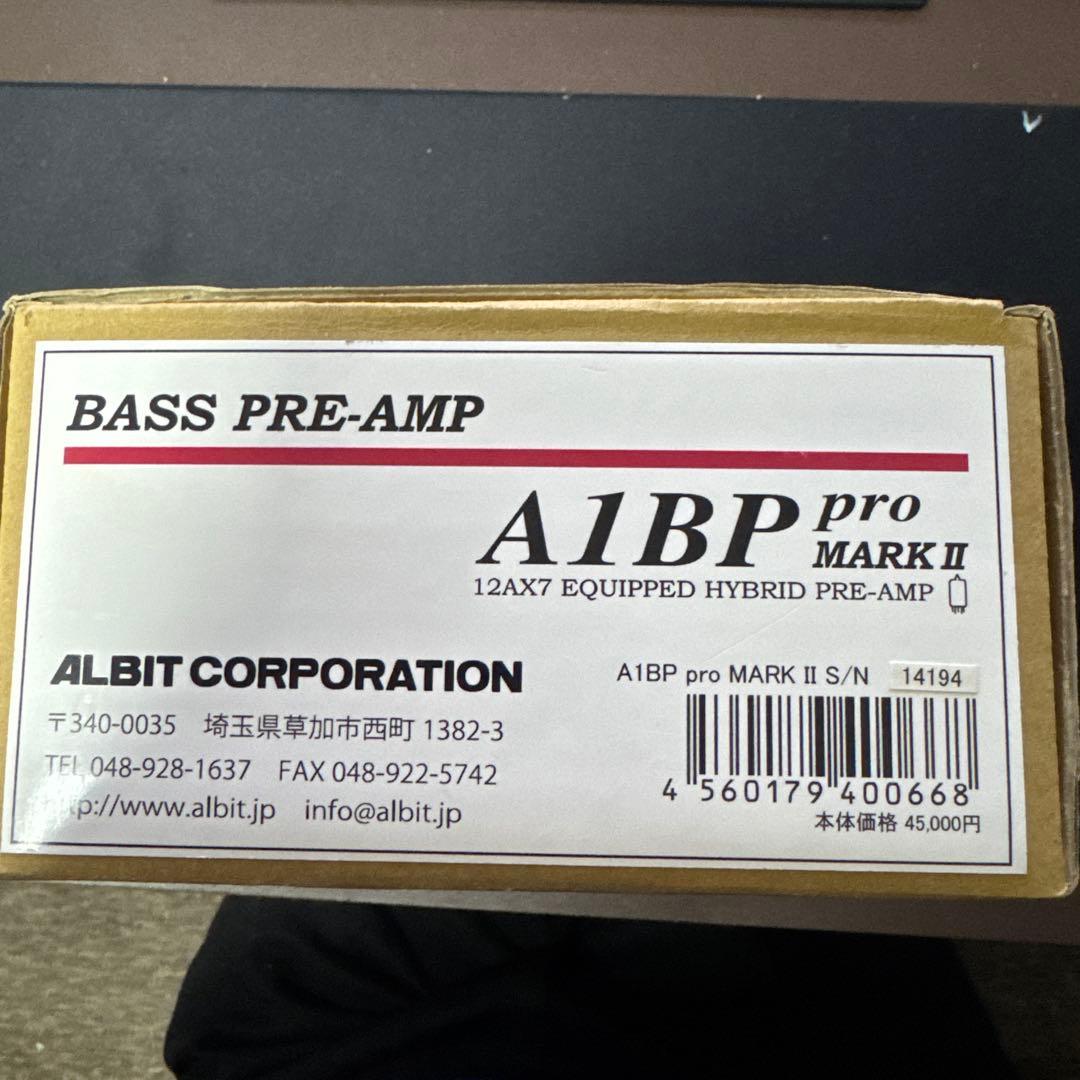 BASS PRE-AMP
A1BP pro
MARK II
12AX7 EQUIPPED HYBRID PRE-AMP
ALBIT CORPORATION
〒340-0035 埼玉県草加市西町 1382-3
TEL 048-928-1637 FAX 048-922-5742
http://www.albit.jp info@albit.jp
A1BP pro MARK II S/N 14194
4 560179 400668
本体価格 45,000円